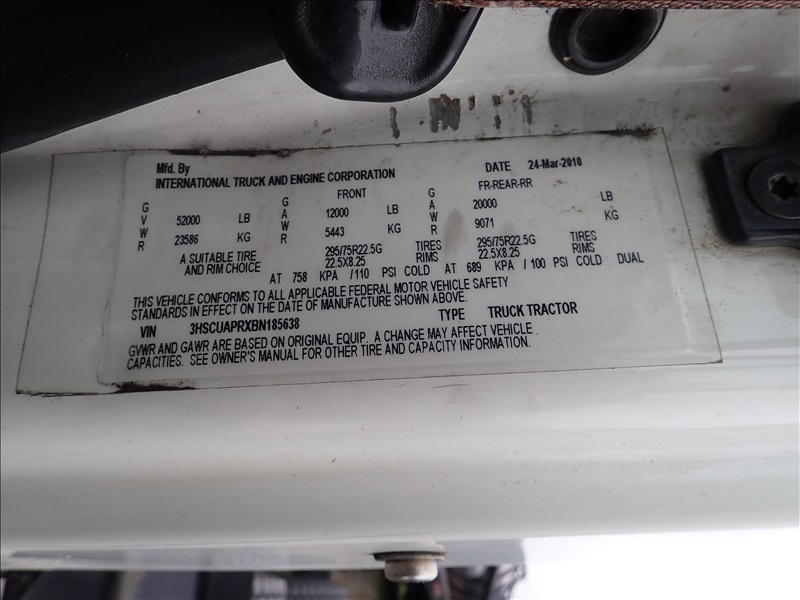 Mfd. By
INTERNATIONAL TRUCK AND ENGINE CORPORATION DATE 24-Mar-2010
FRONT FR-REAR-RR
GVWR 52000 LB GAWR 12000 LB GAWR 20000 LB
23586 KG 5443 KG 9071 KG
A SUITABLE TIRE 295/75R22.5G TIRES 295/75R22.5G TIRES
AND RIM CHOICE 22.5X8.25 RIMS 22.5X8.25 RIMS
AT 758 KPA /110 PSI COLD AT 689 KPA /100 PSI COLD DUAL
THIS VEHICLE CONFORMS TO ALL APPLICABLE FEDERAL MOTOR VEHICLE SAFETY
STANDARDS IN EFFECT ON THE DATE OF MANUFACTURE SHOWN ABOVE.
VIN 3HSCUAPRXBN185638 TYPE TRUCK TRACTOR
GVWR AND GAWR ARE BASED ON ORIGINAL EQUIP. A CHANGE MAY AFFECT VEHICLE
CAPACITIES. SEE OWNER'S MANUAL FOR OTHER TIRE AND CAPACITY INFORMATION.